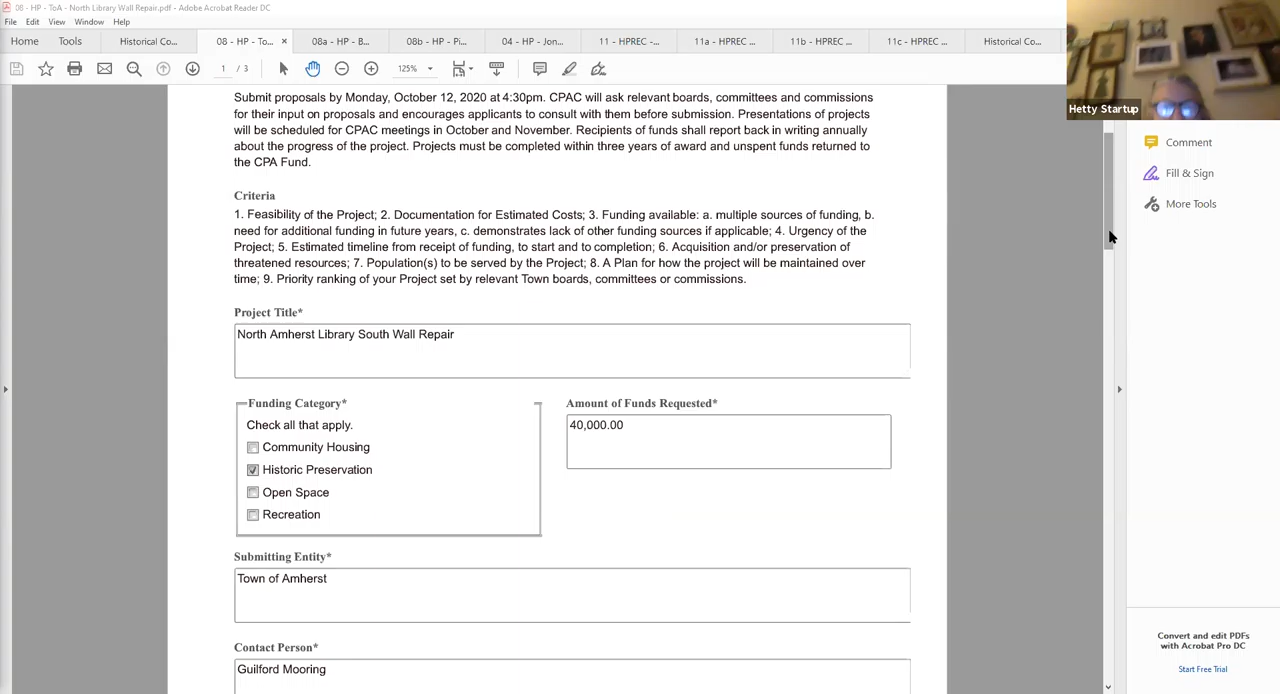 08 - HP - ToA - North Library Wall Repair.pdf - Adobe Acrobat Reader DC
File Edit View Window Help
Home Tools Historical Co... 08 - HP - To... × 08a - HP - B... 08b - HP - Pi... 04 - HP - Jon... 11 - HPREC -... 11a - HPREC ... 11b - HPREC ... 11c - HPREC ... Historical Co...
1 / 3 125%
Hetty Startup
Submit proposals by Monday, October 12, 2020 at 4:30pm. CPAC will ask relevant boards, committees and commissions
for their input on proposals and encourages applicants to consult with them before submission. Presentations of projects
will be scheduled for CPAC meetings in October and November. Recipients of funds shall report back in writing annually
about the progress of the project. Projects must be completed within three years of award and unspent funds returned to
the CPA Fund.
Criteria
1. Feasibility of the Project; 2. Documentation for Estimated Costs; 3. Funding available: a. multiple sources of funding, b.
need for additional funding in future years, c. demonstrates lack of other funding sources if applicable; 4. Urgency of the
Project; 5. Estimated timeline from receipt of funding, to start and to completion; 6. Acquisition and/or preservation of
threatened resources; 7. Population(s) to be served by the Project; 8. A Plan for how the project will be maintained over
time; 9. Priority ranking of your Project set by relevant Town boards, committees or commissions.
Project Title*
North Amherst Library South Wall Repair
Funding Category*
Check all that apply.
Community Housing
Historic Preservation
Open Space
Recreation
Amount of Funds Requested*
40,000.00
Submitting Entity*
Town of Amherst
Contact Person*
Guilford Mooring
Comment
Fill & Sign
More Tools
Convert and edit PDFs
with Acrobat Pro DC
Start Free Trial